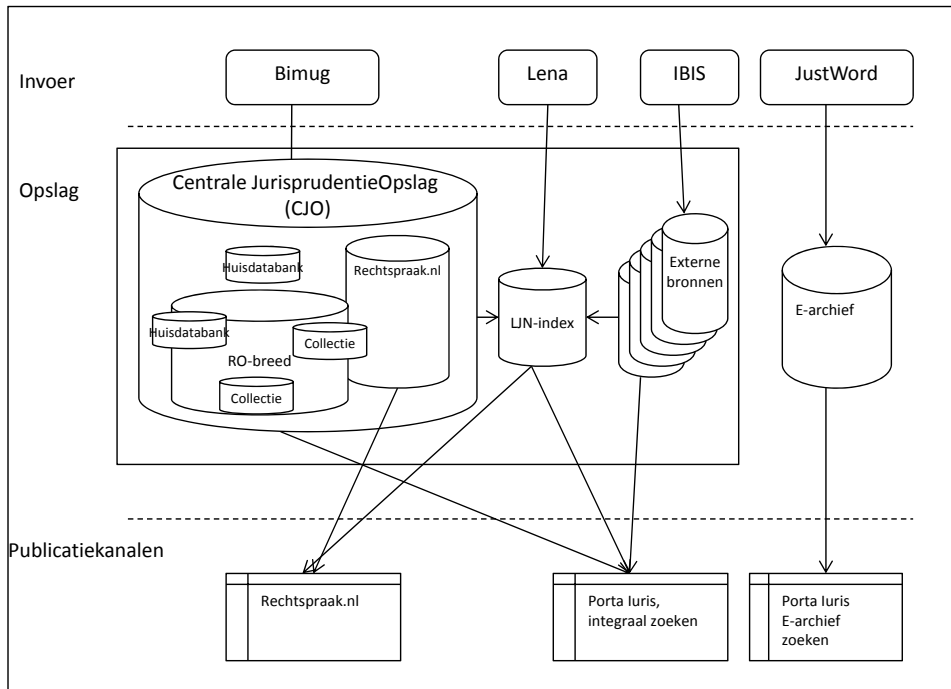 Invoer
Bimug
Lena
IBIS
JustWord
Opslag
Centrale JurisprudentieOpslag
(CJO)
Huisdatabank
Rechtspraak.nl
Huisdatabank
Collectie
RO-breed
Collectie
LJN-index
Externe
bronnen
E-archief
Publicatiekanalen
Rechtspraak.nl
Porta Iuris,
integraal zoeken
Porta Iuris
E-archief
zoeken